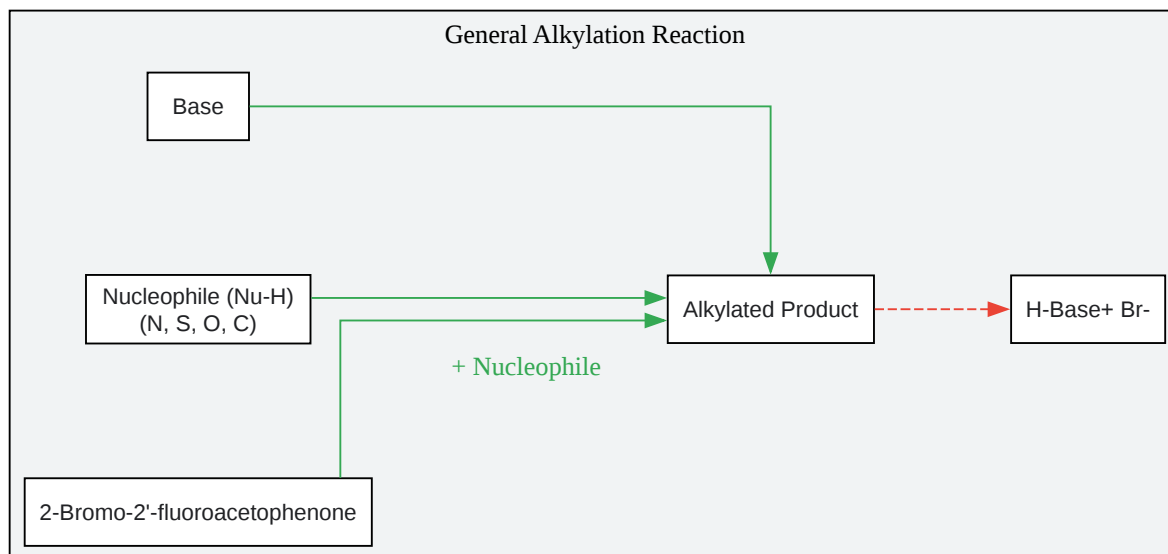 General Alkylation Reaction
Base
Nucleophile (Nu-H)
(N, S, O, C)
Alkylated Product
H-Base+ Br-
+ Nucleophile
2-Bromo-2'-fluoroacetophenone